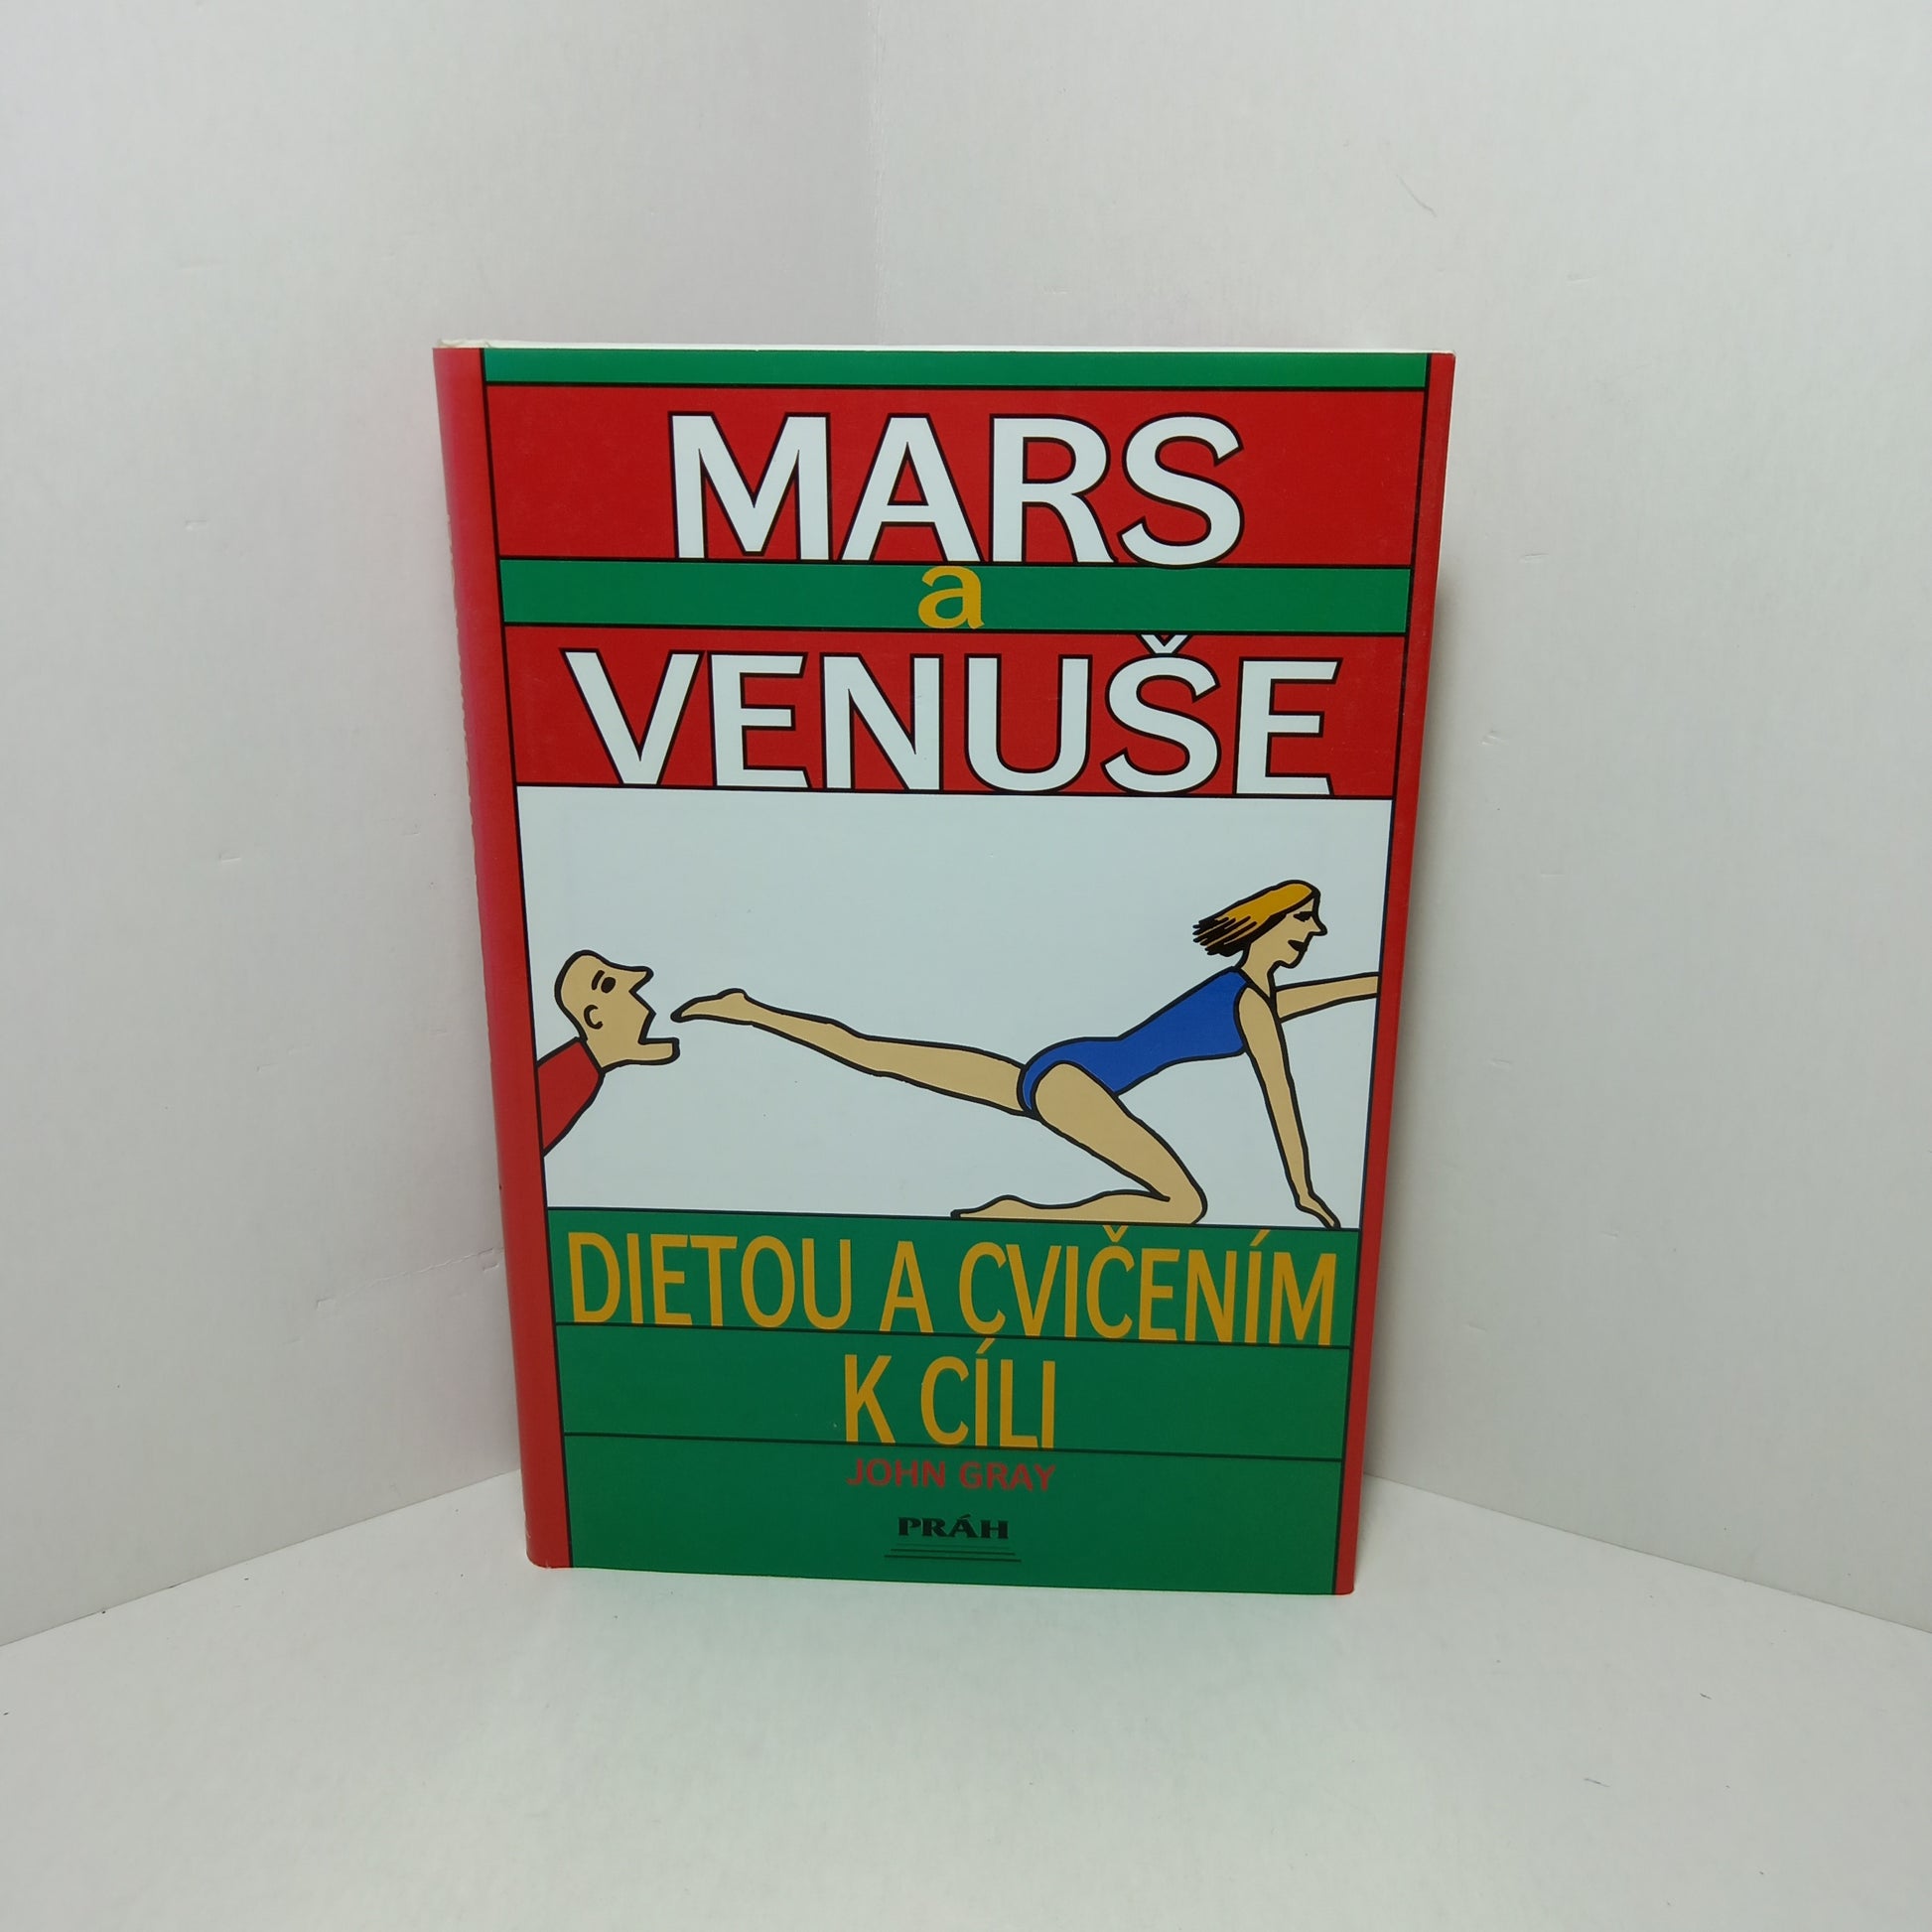 MARS
a
VENUŠE
DIETOU A CVIČENÍM
K CÍLI
JOHN GRAY
PRÁH